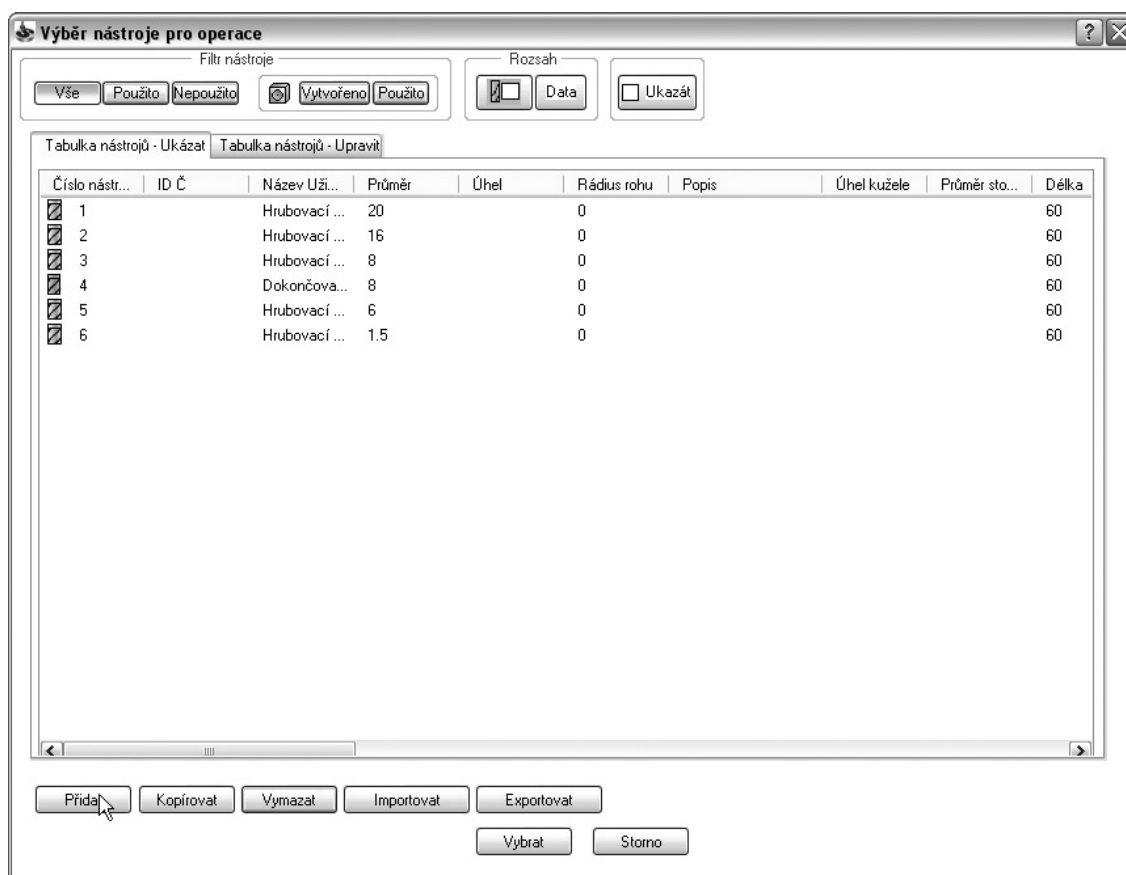 Výběr nástroje pro operace
Filtr nástroje
Rozsah
Vše Použito Nepoužito Vytvořeno Použito Data Ukazát
Tabulka nástrojů - Ukázat Tabulka nástrojů - Upravit
Číslo nástr... ID Č Název Uži... Průměr Úhel Rádius rohu Popis Úhel kužele Průměr sto... Délka
1 Hrubovací ... 20 0 60
2 Hrubovací ... 16 0 60
3 Hrubovací ... 8 0 60
4 Dokončova... 8 0 60
5 Hrubovací ... 6 0 60
6 Hrubovací ... 1.5 0 60
Přida Kopírovat Vymazat Importovat Exportovat
Vybrat Storno